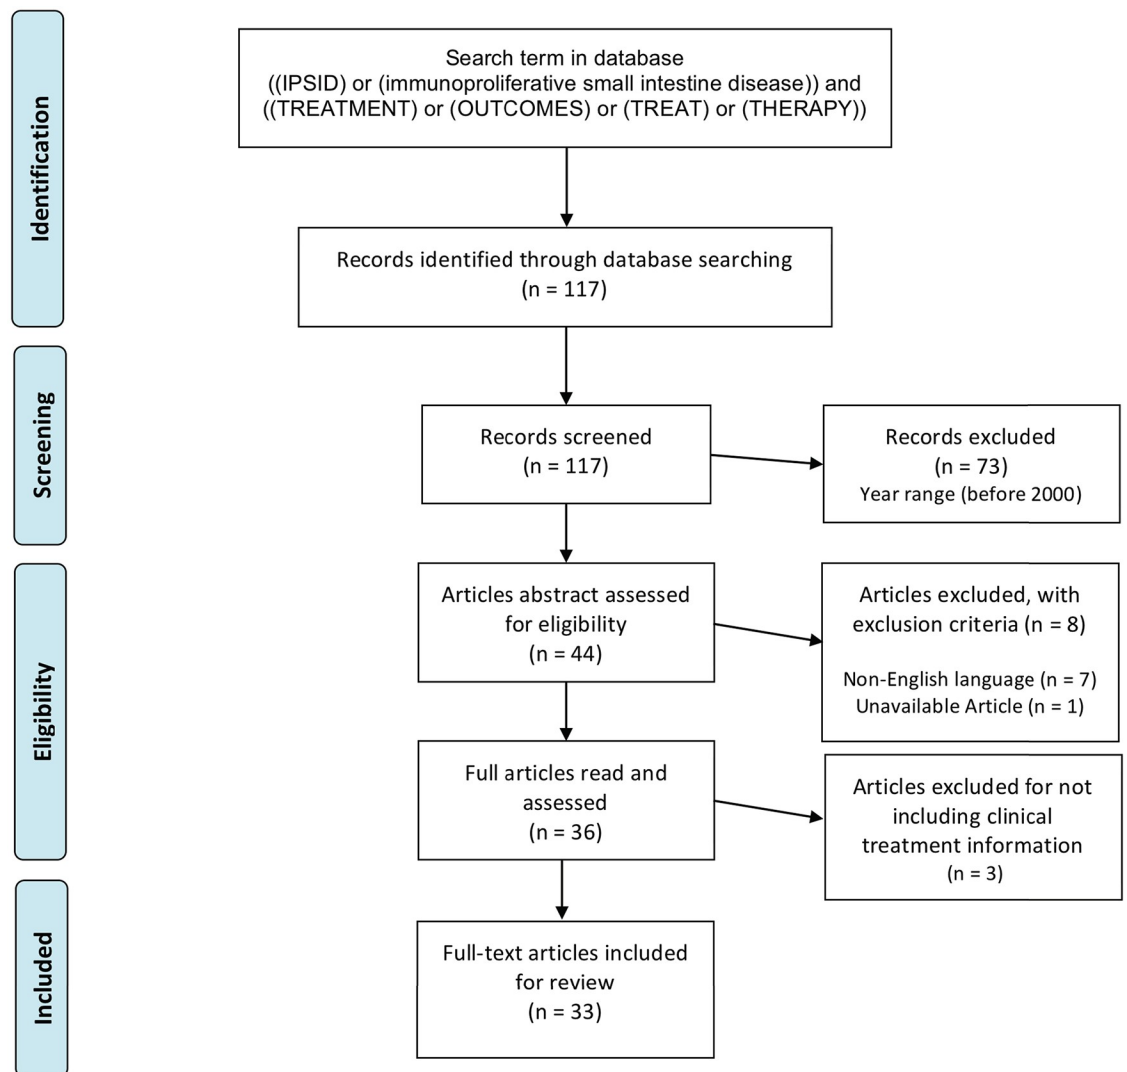 Identification
Search term in database
((IPSID) or (immunoproliferative small intestine disease)) and
((TREATMENT) or (OUTCOMES) or (TREAT) or (THERAPY))
Records identified through database searching
(n = 117)
Screening
Records screened
(n = 117)
Records excluded
(n = 73)
Year range (before 2000)
Eligibility
Articles abstract assessed
for eligibility
(n = 44)
Articles excluded, with
exclusion criteria (n = 8)
Non-English language (n = 7)
Unavailable Article (n = 1)
Full articles read and
assessed
(n = 36)
Articles excluded for not
including clinical
treatment information
(n = 3)
Included
Full-text articles included
for review
(n = 33)